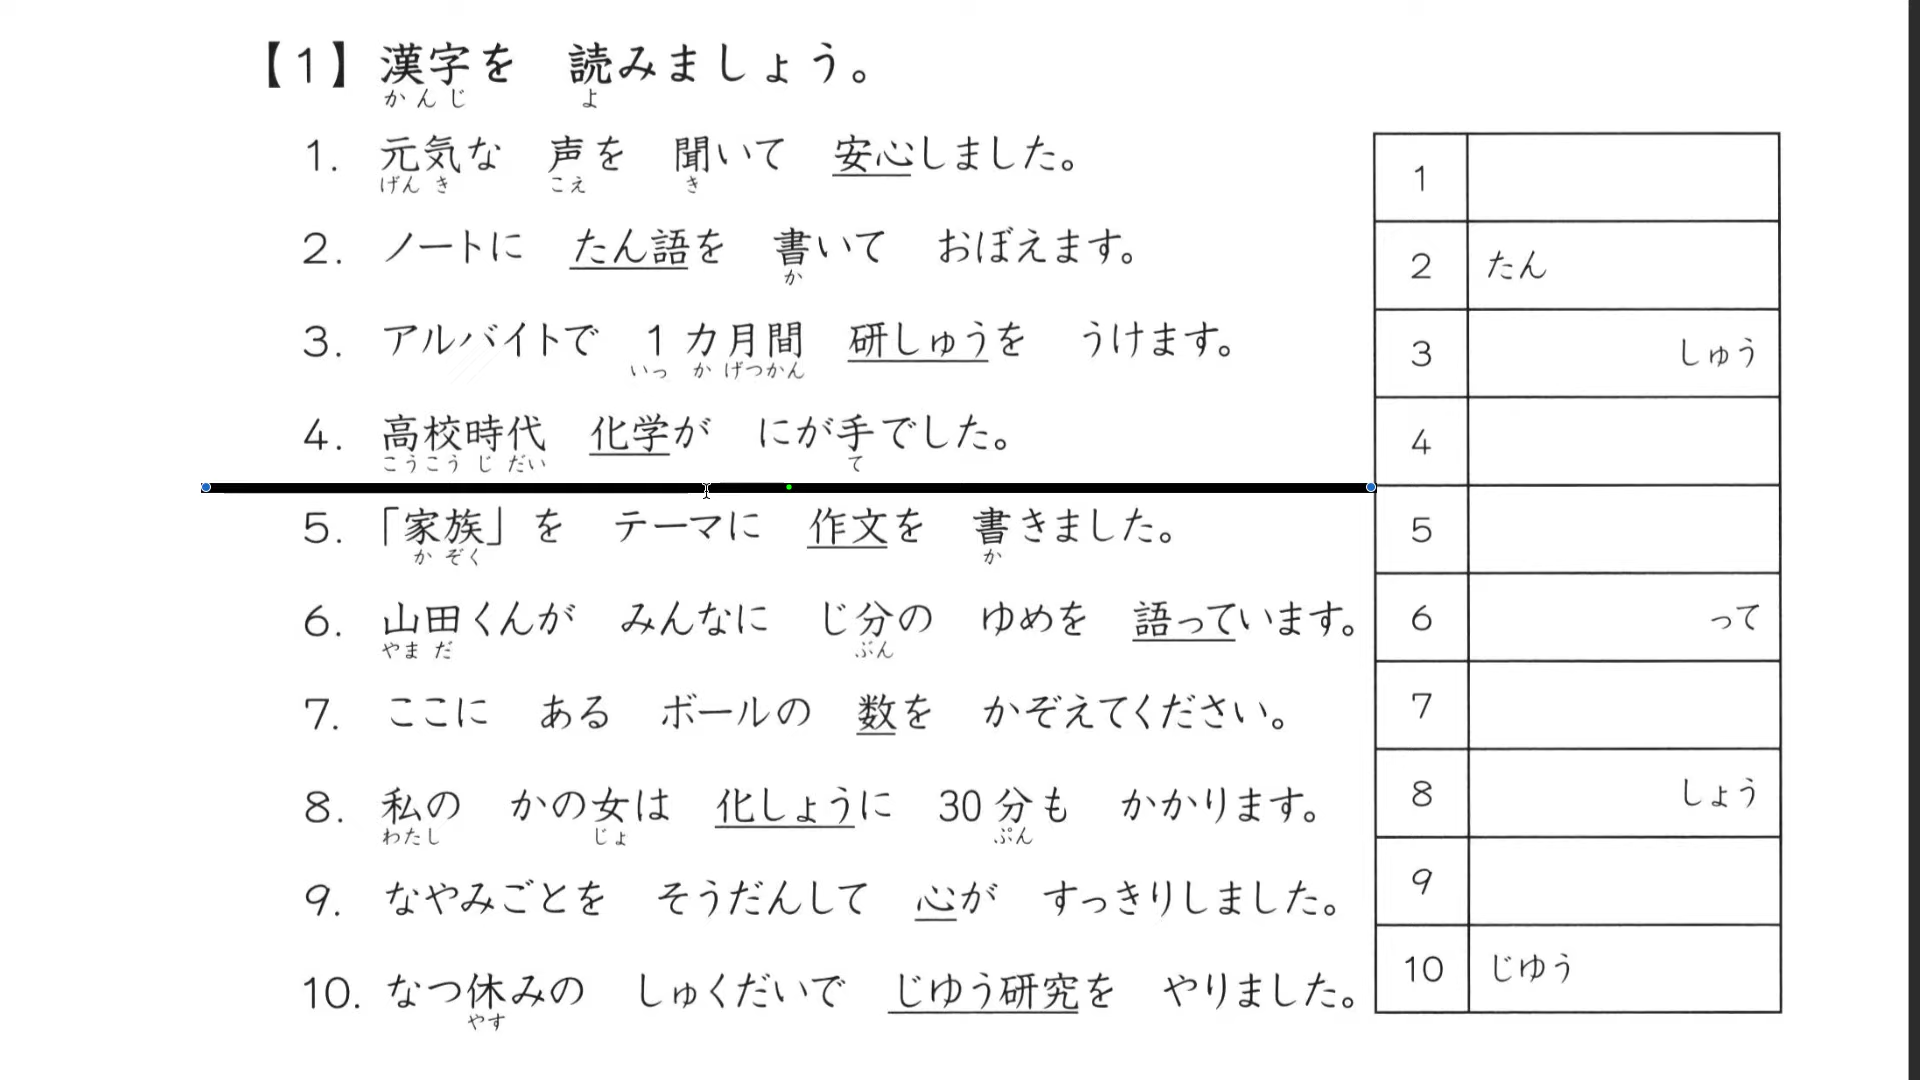 【1】漢字を 読みましょう。
かんじ よ
1. 元気な 声を 聞いて 安心しました。
げん き こえ き
2. ノートに たん語を 書いて おぼえます。
か
3. アルバイトで 1カ月間 研しゅうを うけます。
いっ か げつかん
4. 高校時代 化学が にが手でした。
こうこう じ だい て
5. 「家族」を テーマに 作文を 書きました。
か ぞく か
6. 山田くんが みんなに じ分の ゆめを 語っています。
やま だ ぶん
7. ここに ある ボールの 数を かぞえてください。
8. 私の かの女は 化しょうに 30分も かかります。
わたし じょ ぷん
9. なやみごとを そうだんして 心が すっきりしました。
10. なつ休みの しゅくだいで じゆう研究を やりました。
やす
1
2 たん
3 しゅう
4
5
6 って
7
8 しょう
9
10 じゆう